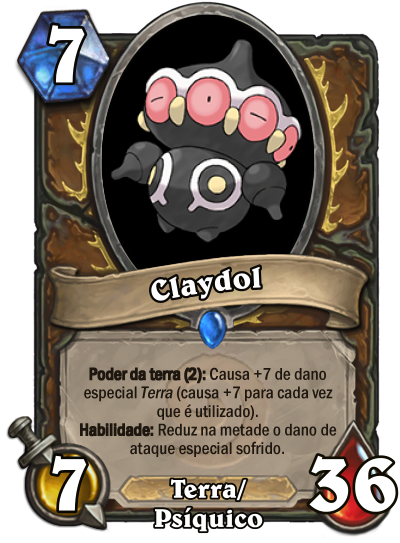 7
Claydol
Poder da terra (2): Causa +7 de dano
especial Terra (causa +7 para cada vez
que é utilizado).
Habilidade: Reduz na metade o dano de
ataque especial sofrido.
7
36
Terra/
Psíquico